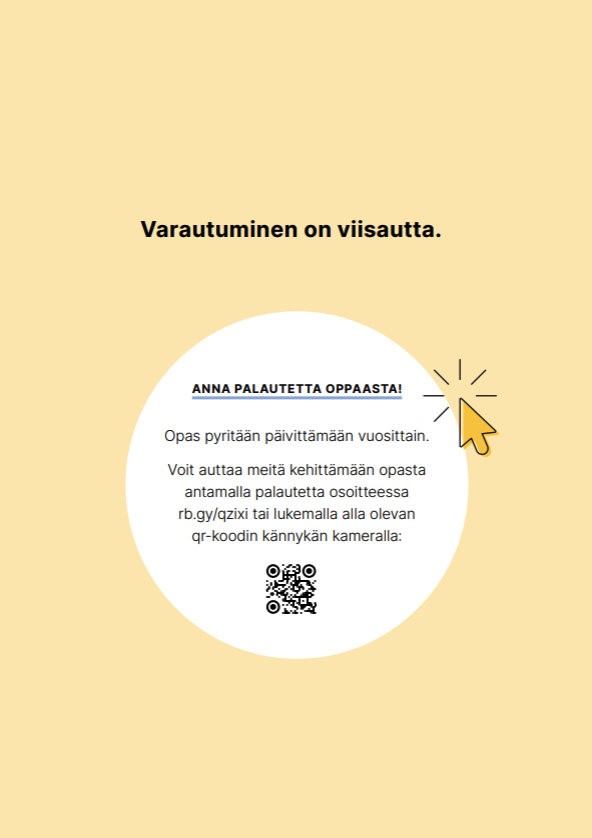 Varautuminen on viisautta.
ANNA PALAUTETTA OPPAASTA!
Opas pyritään päivittämään vuosittain.
Voit auttaa meitä kehittämään opasta
antamalla palautetta osoitteessa
rb.gy/qzixi tai lukemalla alla olevan
qr-koodin kännykän kameralla: